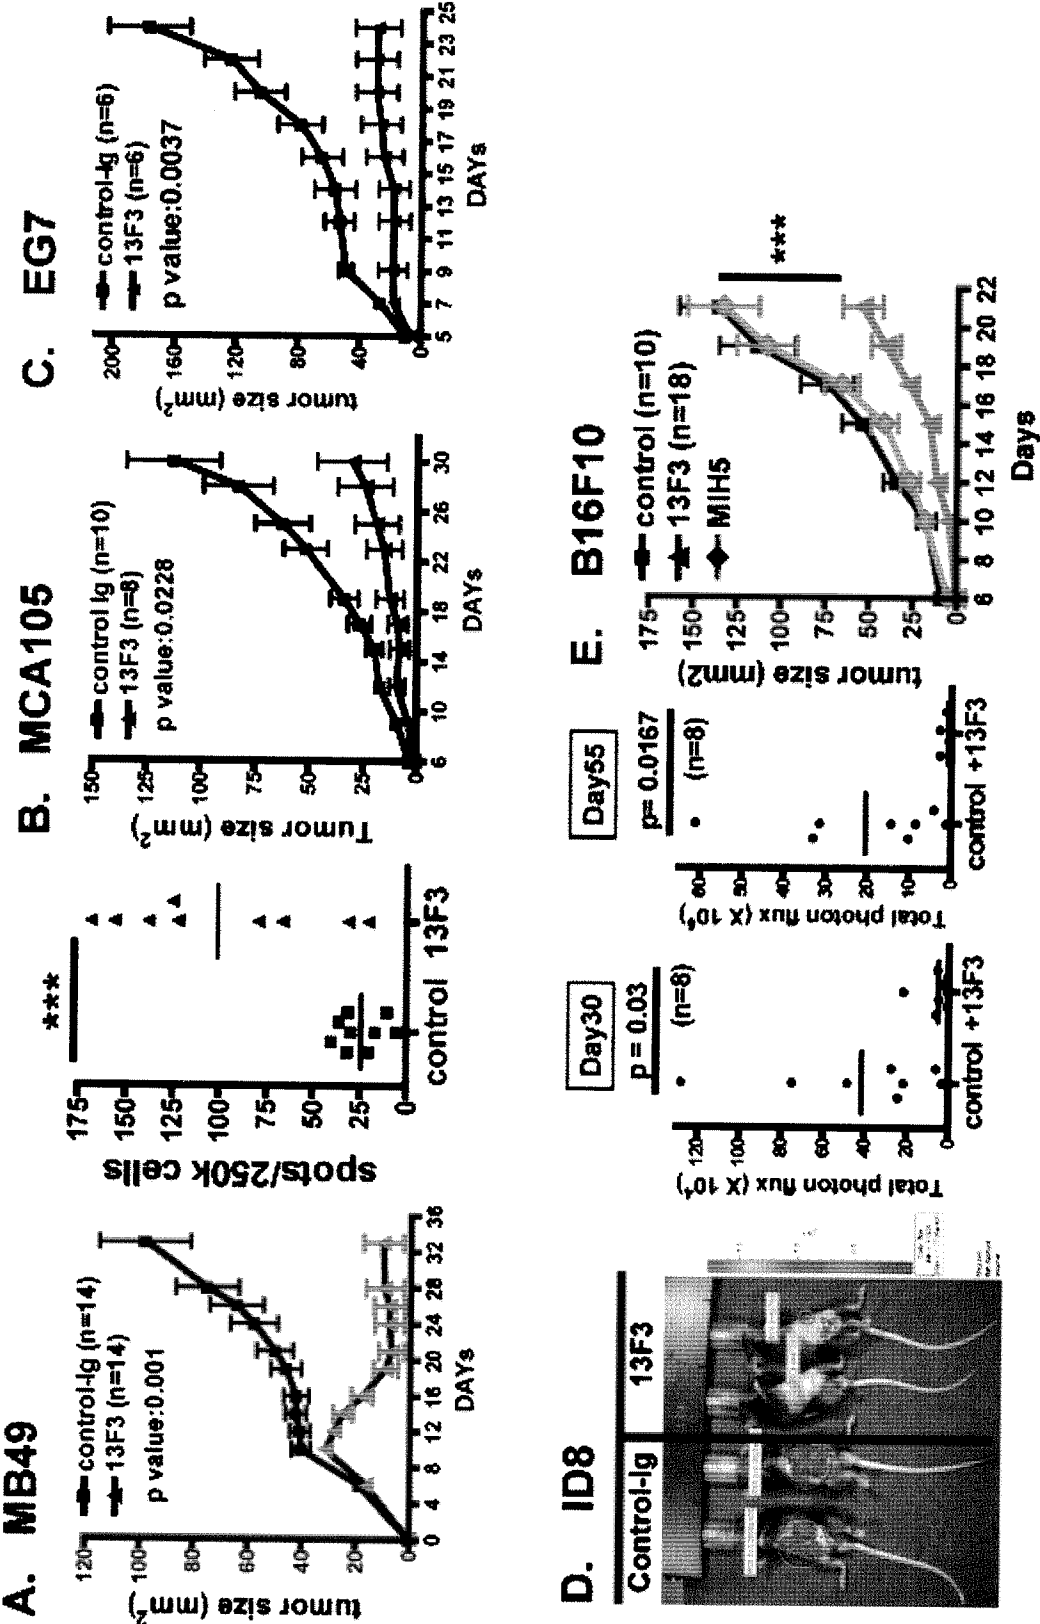 A. MB49
control-Ig (n=14)
13F3 (n=14)
p value:0.001
tumor size (mm²)
120
100
80
60
40
20
0
0 4 8 12 16 20 24 28 32 36
DAYs
***
spots/250k cells
175
150
125
100
75
50
25
0
control 13F3
B. MCA105
control Ig (n=10)
13F3 (n=8)
p value:0.0228
Tumor size (mm²)
150
125
100
75
50
25
0
6 10 14 18 22 26 30
DAYs
C. EG7
control-Ig (n=6)
13F3 (n=6)
p value:0.0037
tumor size (mm²)
200
160
120
80
40
0
5 7 9 11 13 15 17 19 21 23 25
DAYs
D. ID8
Control-Ig 13F3
Day30
p = 0.03
(n=8)
Total photon flux (X 10⁴)
120
100
80
60
40
20
0
control +13F3
Day55
p= 0.0167
(n=8)
60
50
40
30
20
10
0
control +13F3
E. B16F10
control (n=10)
13F3 (n=18)
MIH5
tumor size (mm2)
175
150
125
100
75
50
25
0
6 8 10 12 14 16 18 20 22
Days
***